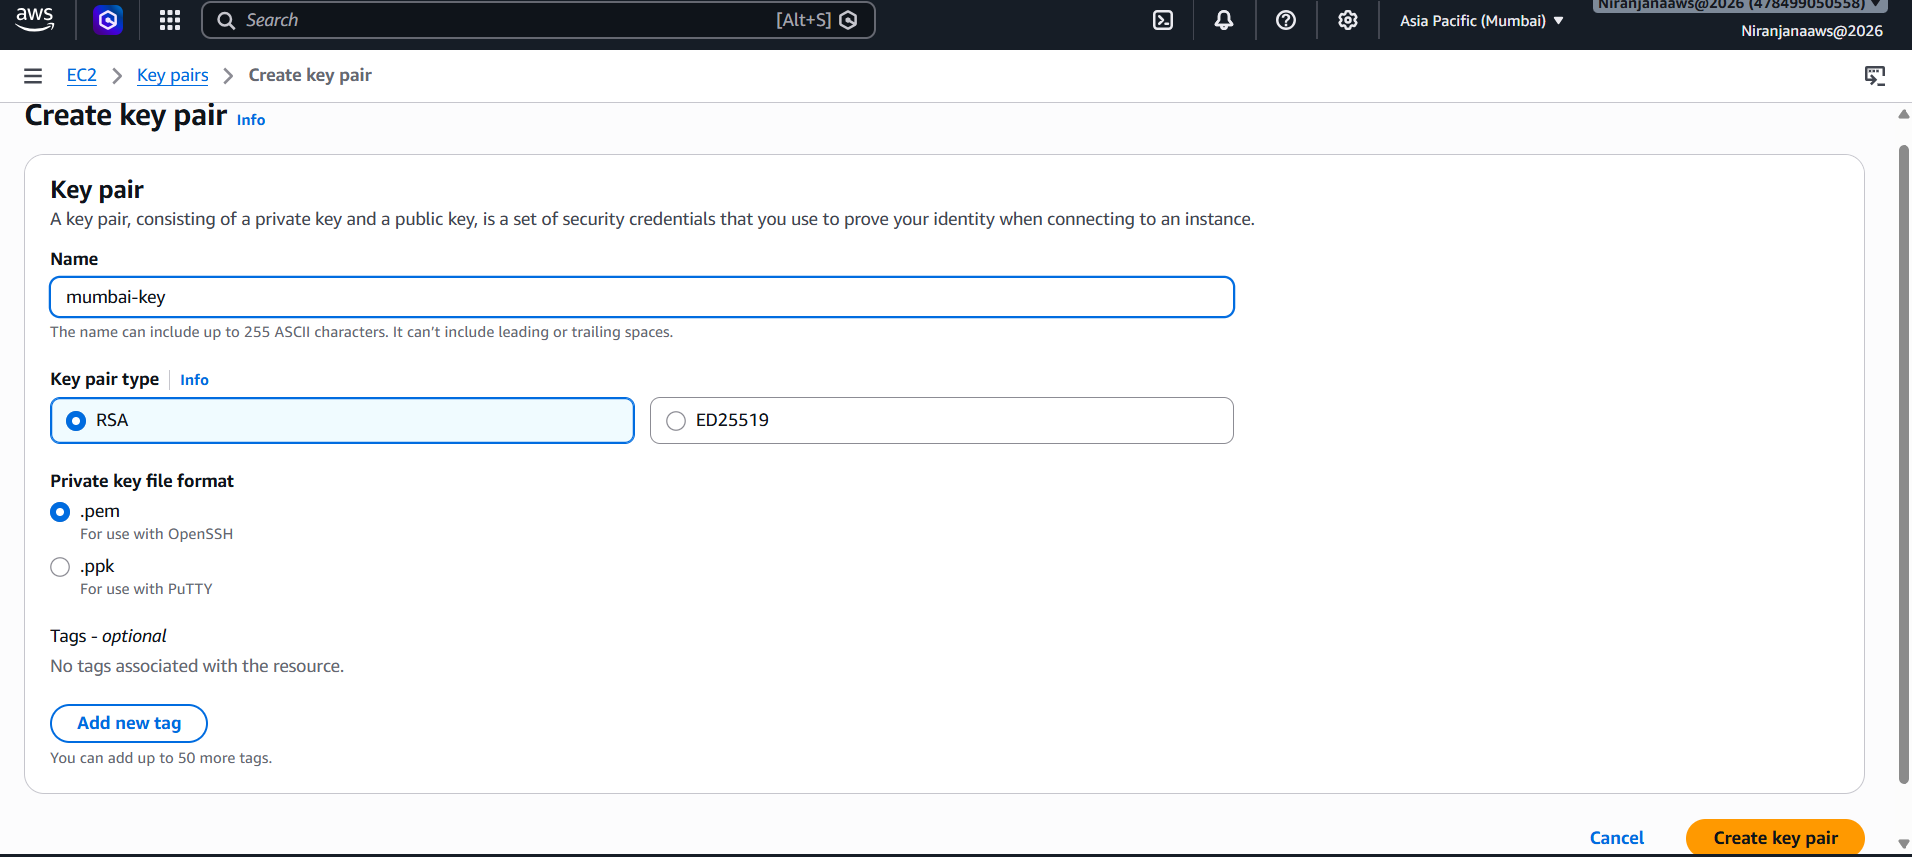 aws
Search [Alt+S]
Asia Pacific (Mumbai)
Niranjanaaws@2026 (478499050558)
Niranjanaaws@2026
EC2 Key pairs Create key pair
Create key pair Info
Key pair
A key pair, consisting of a private key and a public key, is a set of security credentials that you use to prove your identity when connecting to an instance.
Name
mumbai-key
The name can include up to 255 ASCII characters. It can’t include leading or trailing spaces.
Key pair type Info
RSA ED25519
Private key file format
.pem
For use with OpenSSH
.ppk
For use with PuTTY
Tags - optional
No tags associated with the resource.
Add new tag
You can add up to 50 more tags.
Cancel Create key pair